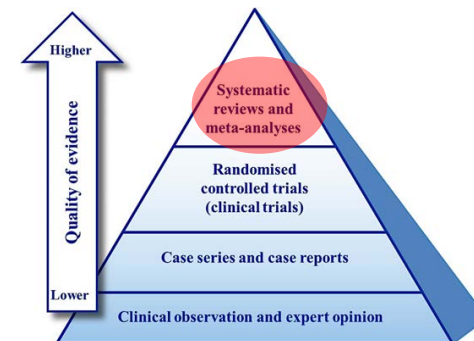 Higher
Quality of evidence
Lower
Systematic
reviews and
meta-analyses
Randomised
controlled trials
(clinical trials)
Case series and case reports
Clinical observation and expert opinion